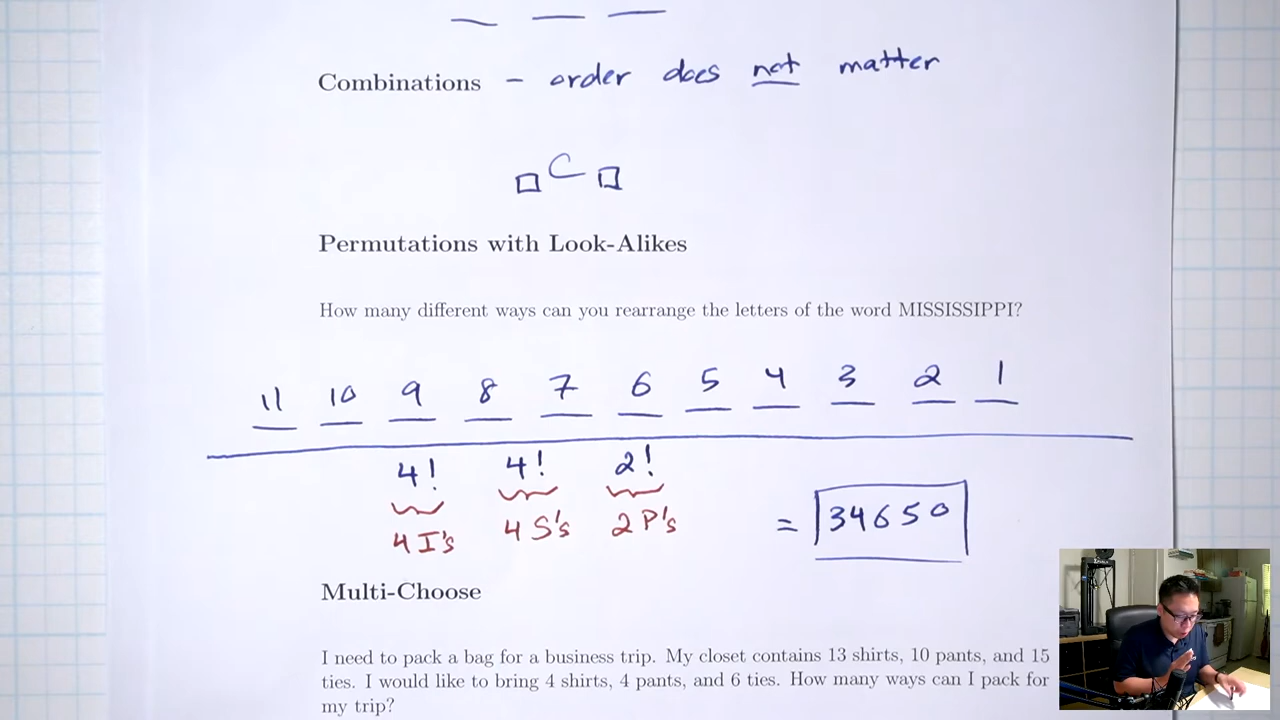 Combinations - order does not matter
C
Permutations with Look-Alikes
How many different ways can you rearrange the letters of the word MISSISSIPPI?
11 10 9 8 7 6 5 4 3 2 1
4! 4! 2!
4 I's 4 S's 2 P's = 34650
Multi-Choose
I need to pack a bag for a business trip. My closet contains 13 shirts, 10 pants, and 15
ties. I would like to bring 4 shirts, 4 pants, and 6 ties. How many ways can I pack for
my trip?